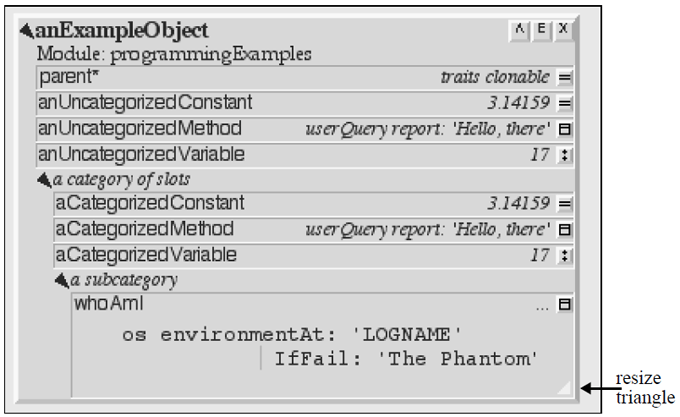 anExampleObject Λ E X
Module: programmingExamples
parent* traits clonable =
anUncategorizedConstant 3.14159 =
anUncategorizedMethod userQuery report: 'Hello, there'
anUncategorizedVariable 17 :
a category of slots
aCategorizedConstant 3.14159 =
aCategorizedMethod userQuery report: 'Hello, there'
aCategorizedVariable 17 :
a subcategory
whoAmI ...
os environmentAt: 'LOGNAME'
IfFail: 'The Phantom'
resize
triangle